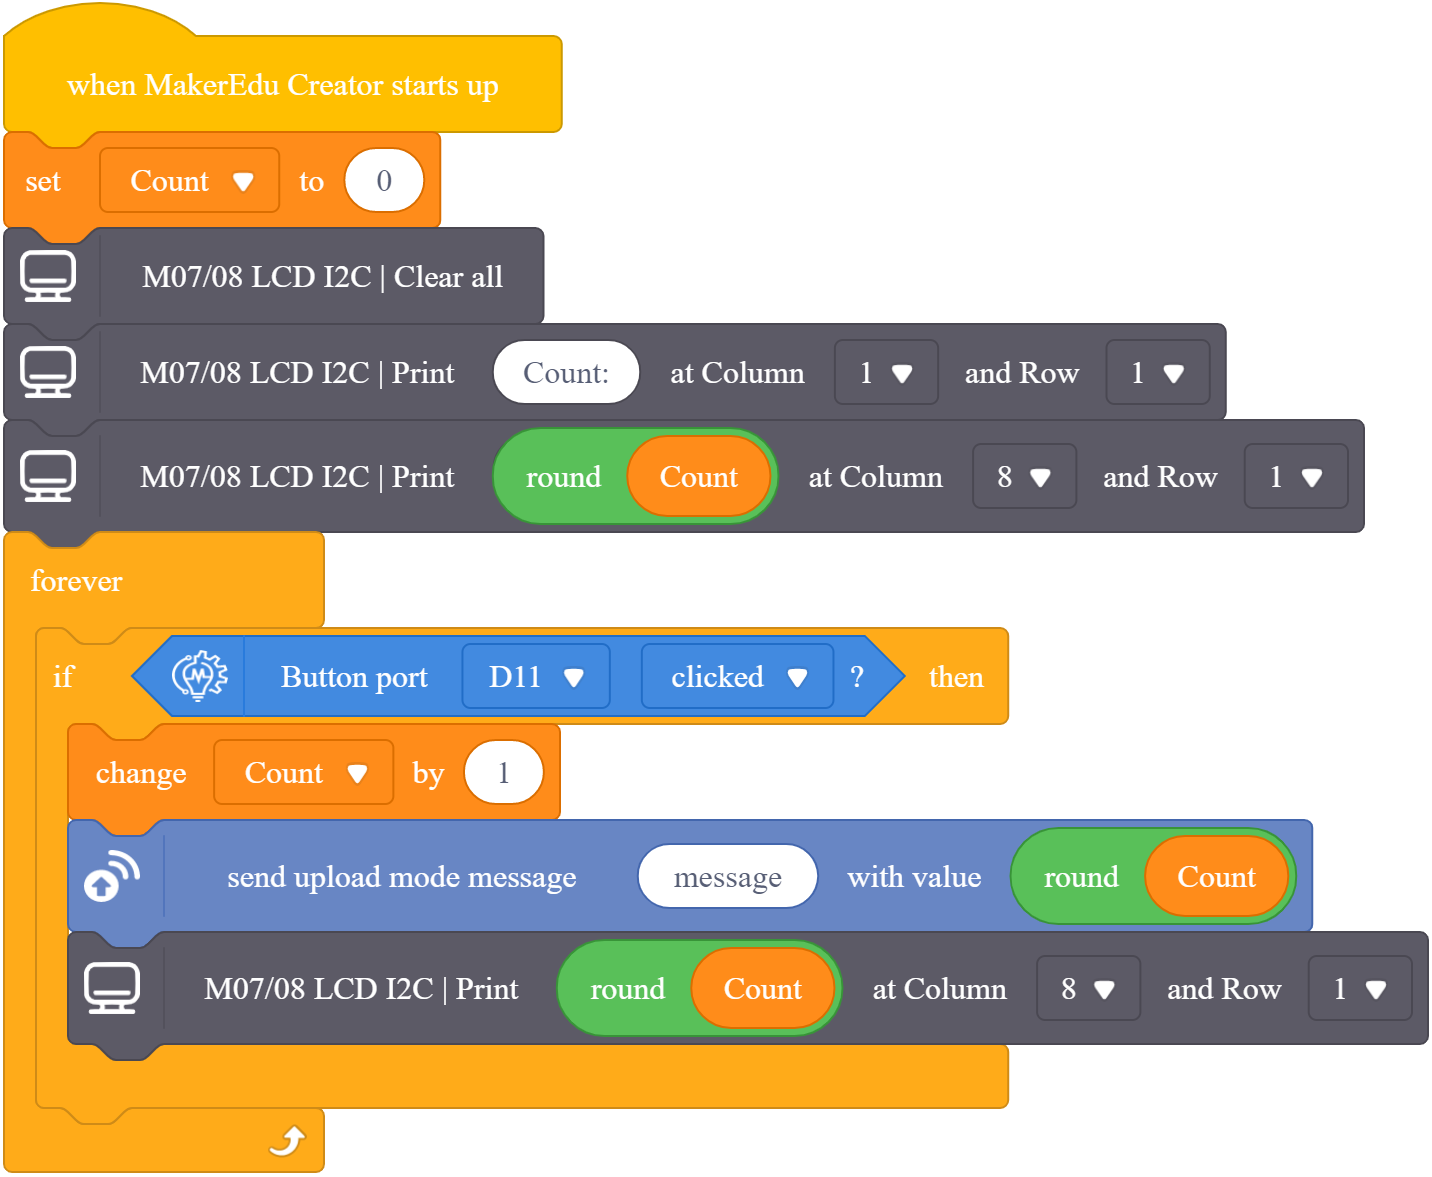 when MakerEdu Creator starts up
set Count to 0
M07/08 LCD I2C | Clear all
M07/08 LCD I2C | Print Count: at Column 1 and Row 1
M07/08 LCD I2C | Print round Count at Column 8 and Row 1
forever
if Button port D11 clicked ? then
change Count by 1
send upload mode message message with value round Count
M07/08 LCD I2C | Print round Count at Column 8 and Row 1